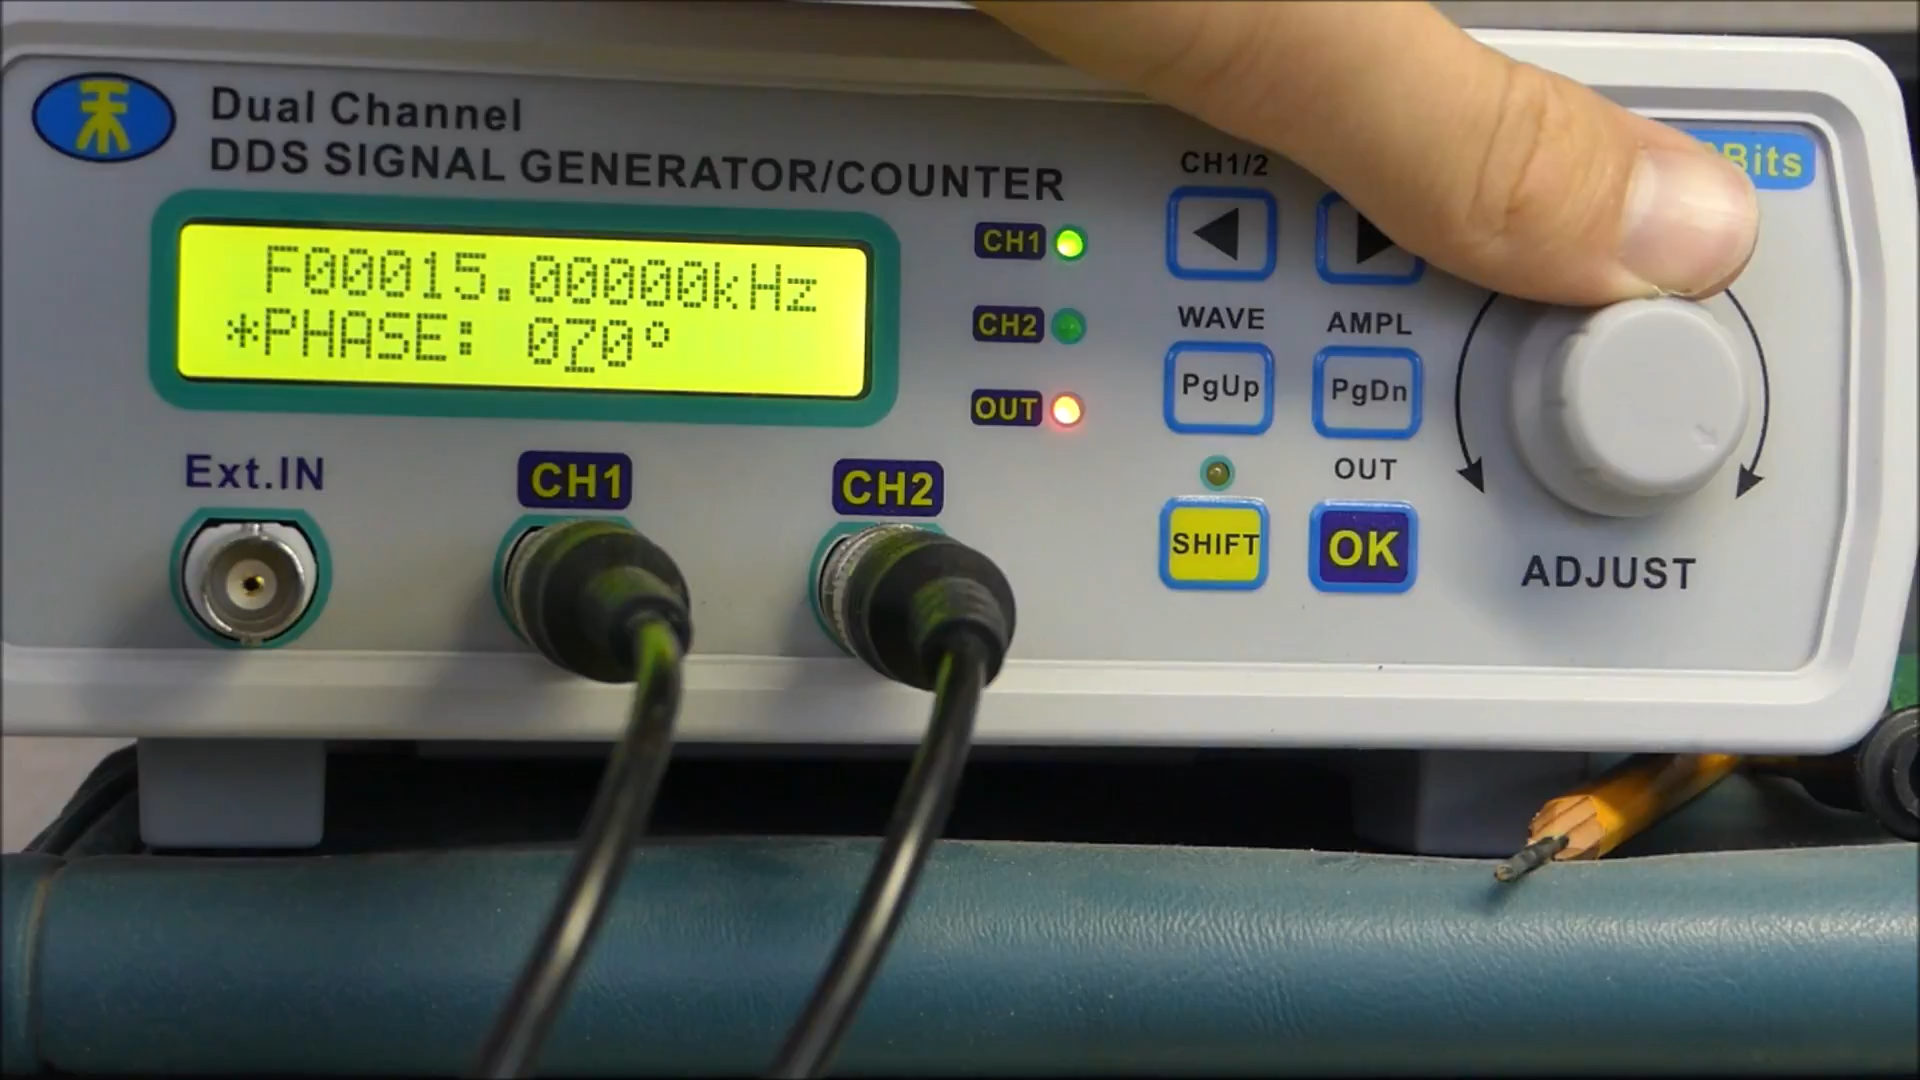 Dual Channel
DDS SIGNAL GENERATOR/COUNTER
F00015.00000kHz
*PHASE: 070°
CH1
CH2
OUT
CH1/2
WAVE
AMPL
PgUp
PgDn
OUT
SHIFT
OK
Bits
ADJUST
Ext.IN
CH1
CH2